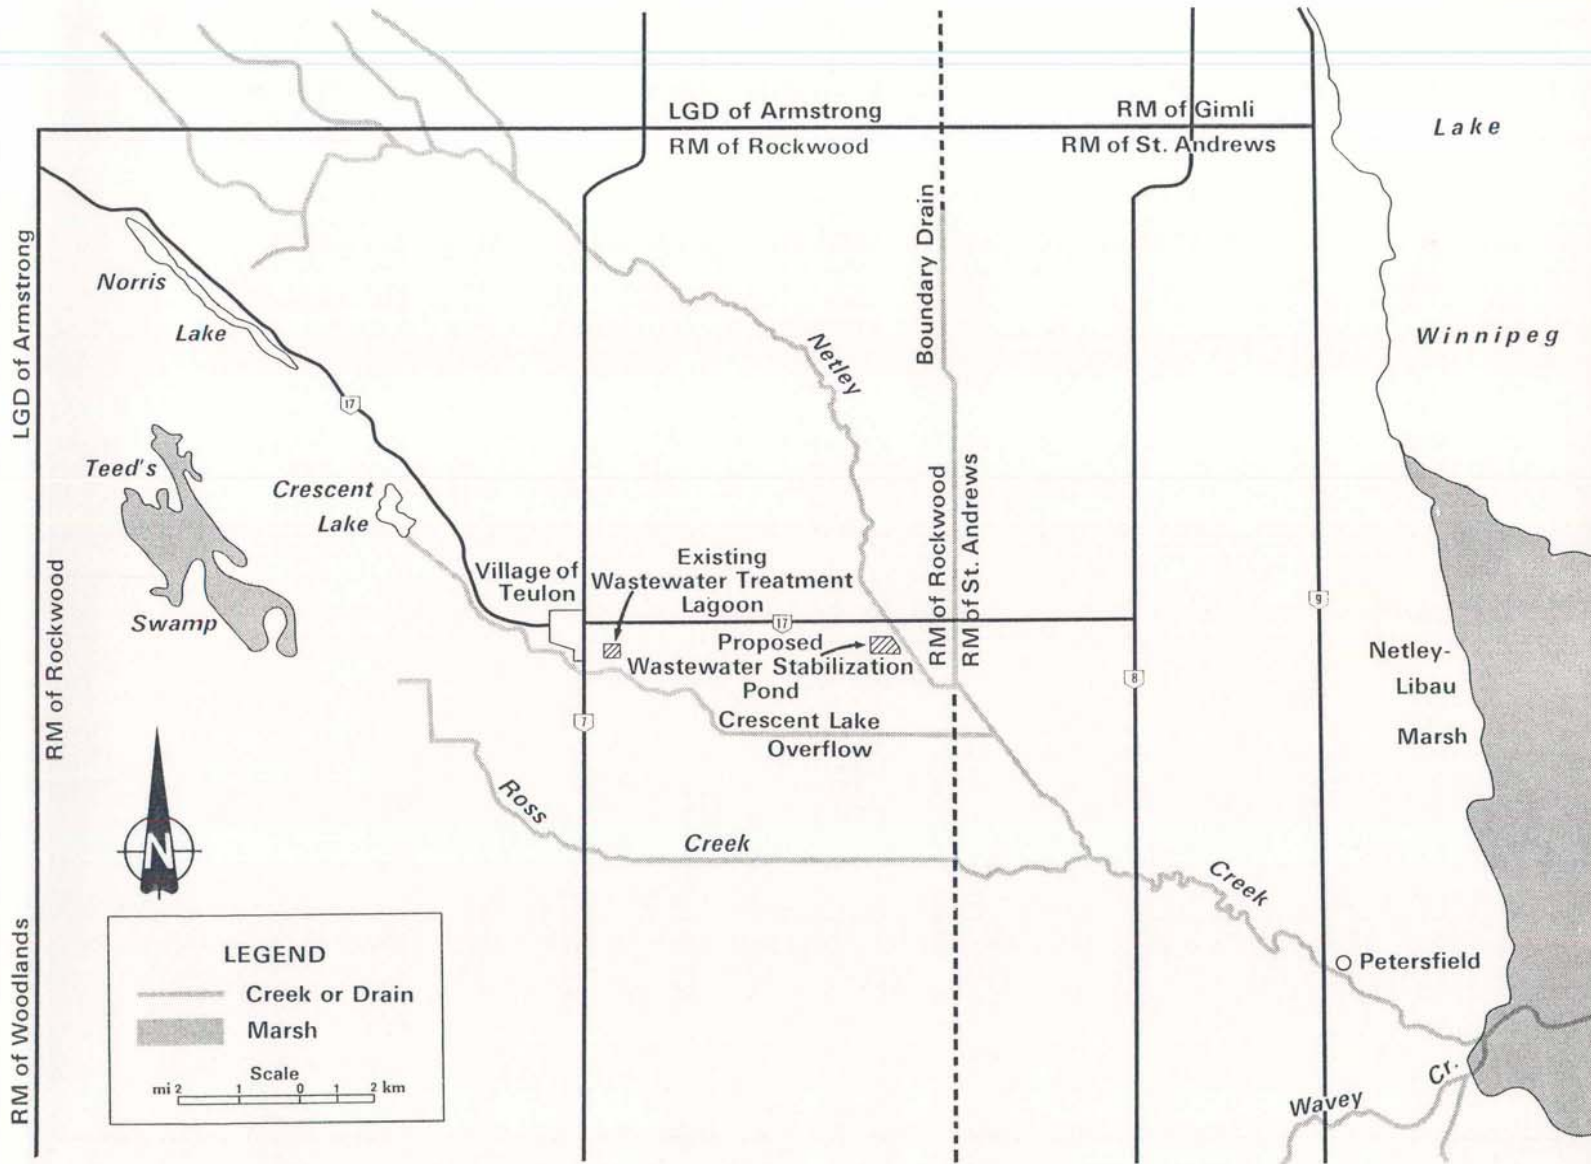 LGD of Armstrong
RM of Gimli
RM of Rockwood
RM of St. Andrews
Lake
Winnipeg
LGD of Armstrong
RM of Rockwood
RM of Woodlands
Norris
Lake
Boundary Drain
Netley
17
Teed's
Swamp
Crescent
Lake
Village of
Teulon
Existing
Wastewater Treatment
Lagoon
17
RM of Rockwood
RM of St. Andrews
Proposed
Wastewater Stabilization
Pond
9
8
7
Netley-
Libau
Marsh
Crescent Lake
Overflow
Ross
Creek
Creek
Petersfield
Wavey
Cr.
N
LEGEND
Creek or Drain
Marsh
Scale
mi 2 1 0 1 2 km